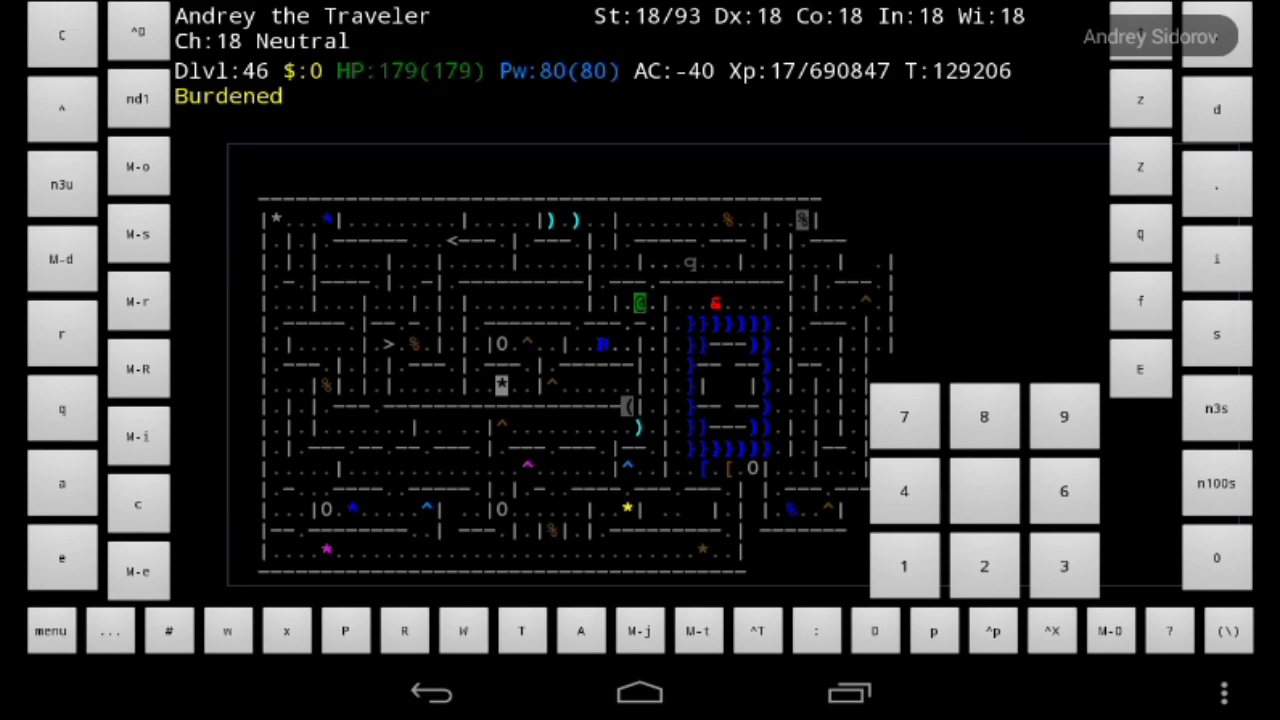 Andrey the Traveler St:18/93 Dx:18 Co:18 In:18 Wi:18
Ch:18 Neutral
Andrey Sidorov
Dlvl:46 $:0 HP:179(179) Pw:80(80) AC:-40 Xp:17/690847 T:129206
Burdened
C ^D
^ nd1 z d
n3u M-o Z .
M-d M-s q i
r M-r f s
q M-R E n3s
a M-i n100s
e c 0
M-e
7 8 9
4 6
1 2 3
menu ... # w x P R W T A M-j M-t ^T : D p ^p ^X M-D ? (\)